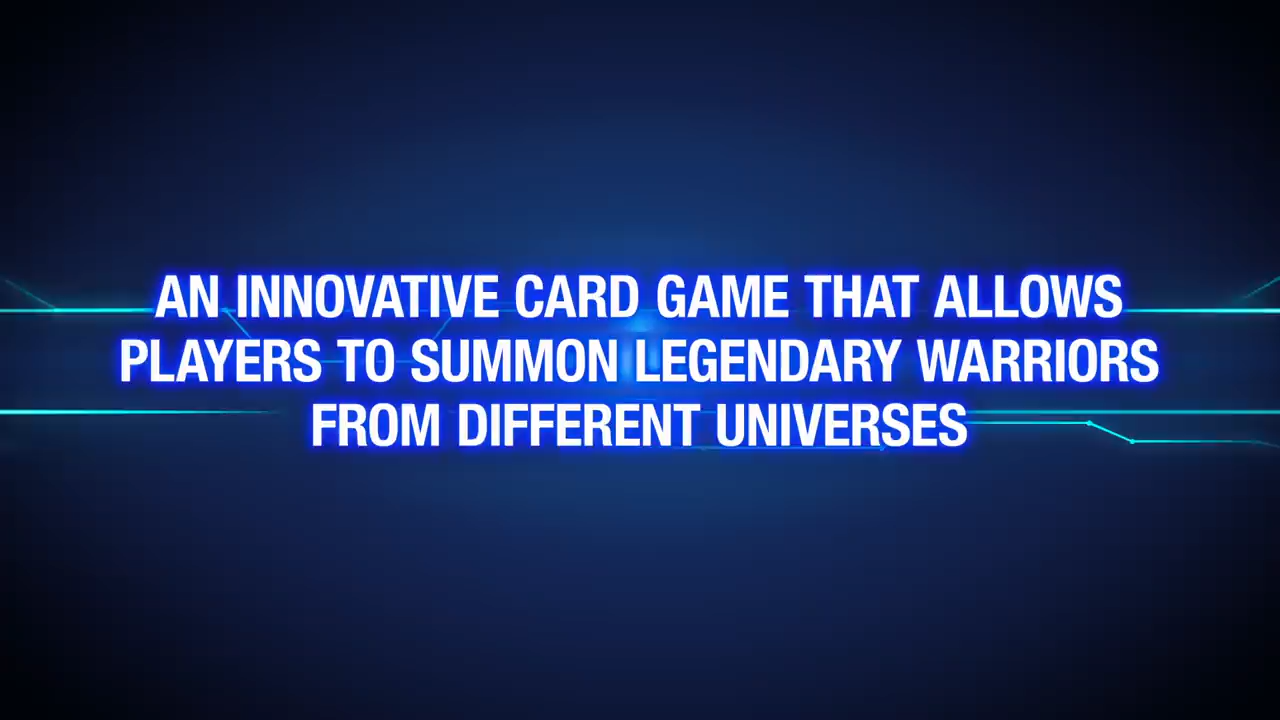 AN INNOVATIVE CARD GAME THAT ALLOWS
PLAYERS TO SUMMON LEGENDARY WARRIORS
FROM DIFFERENT UNIVERSES